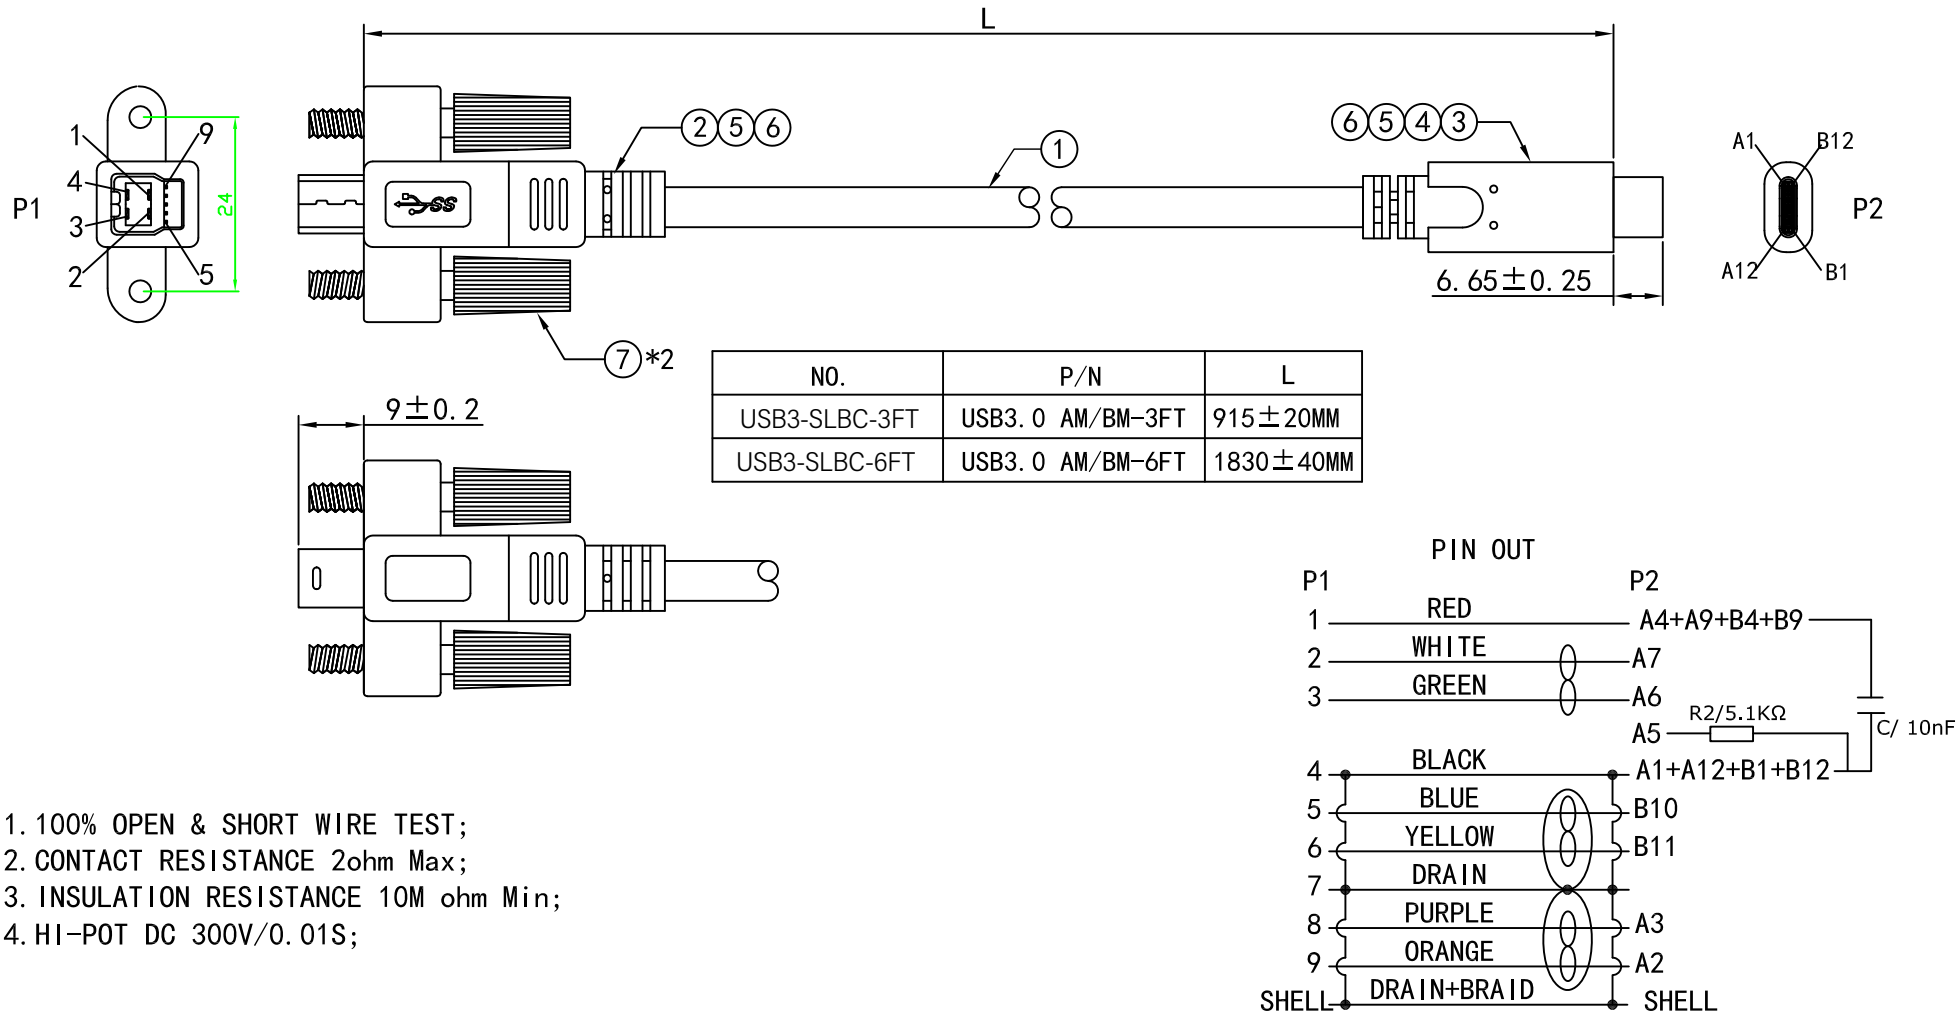 L
P1
1
4
3
2
9
5
24
SS
2 5 6
1
6 5 4 3
7 *2
6.65±0.25
A1
B12
A12
B1
P2
9±0.2
NO. P/N L
USB3-SLBC-3FT USB3.0 AM/BM-3FT 915±20MM
USB3-SLBC-6FT USB3.0 AM/BM-6FT 1830±40MM
PIN OUT
P1 P2
1 RED A4+A9+B4+B9
2 WHITE A7
3 GREEN A6
A5 R2/5.1KΩ
C/ 10nF
4 BLACK A1+A12+B1+B12
5 BLUE B10
6 YELLOW B11
7 DRAIN
8 PURPLE A3
9 ORANGE A2
SHELL DRAIN+BRAID SHELL
1.100% OPEN & SHORT WIRE TEST;
2.CONTACT RESISTANCE 2ohm Max;
3.INSULATION RESISTANCE 10M ohm Min;
4.HI-POT DC 300V/0.01S;